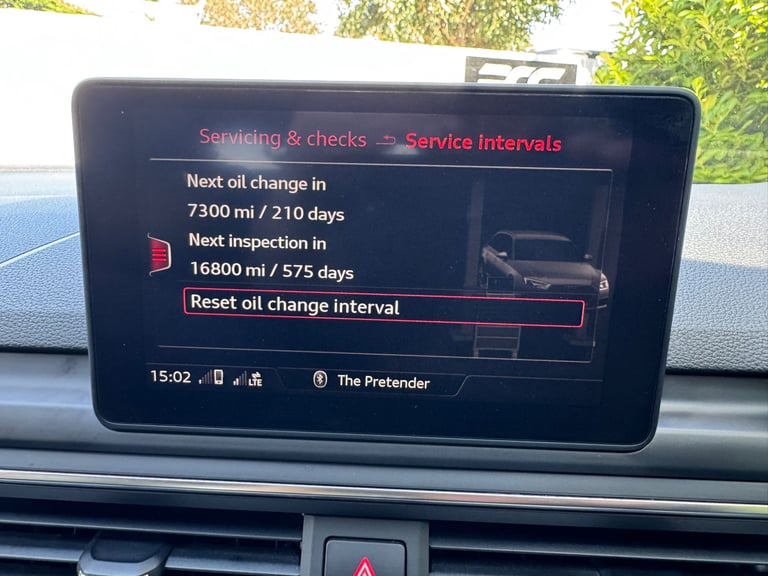 Servicing & checks Service intervals
Next oil change in
7300 mi / 210 days
Next inspection in
16800 mi / 575 days
Reset oil change interval
15:02 LTE The Pretender